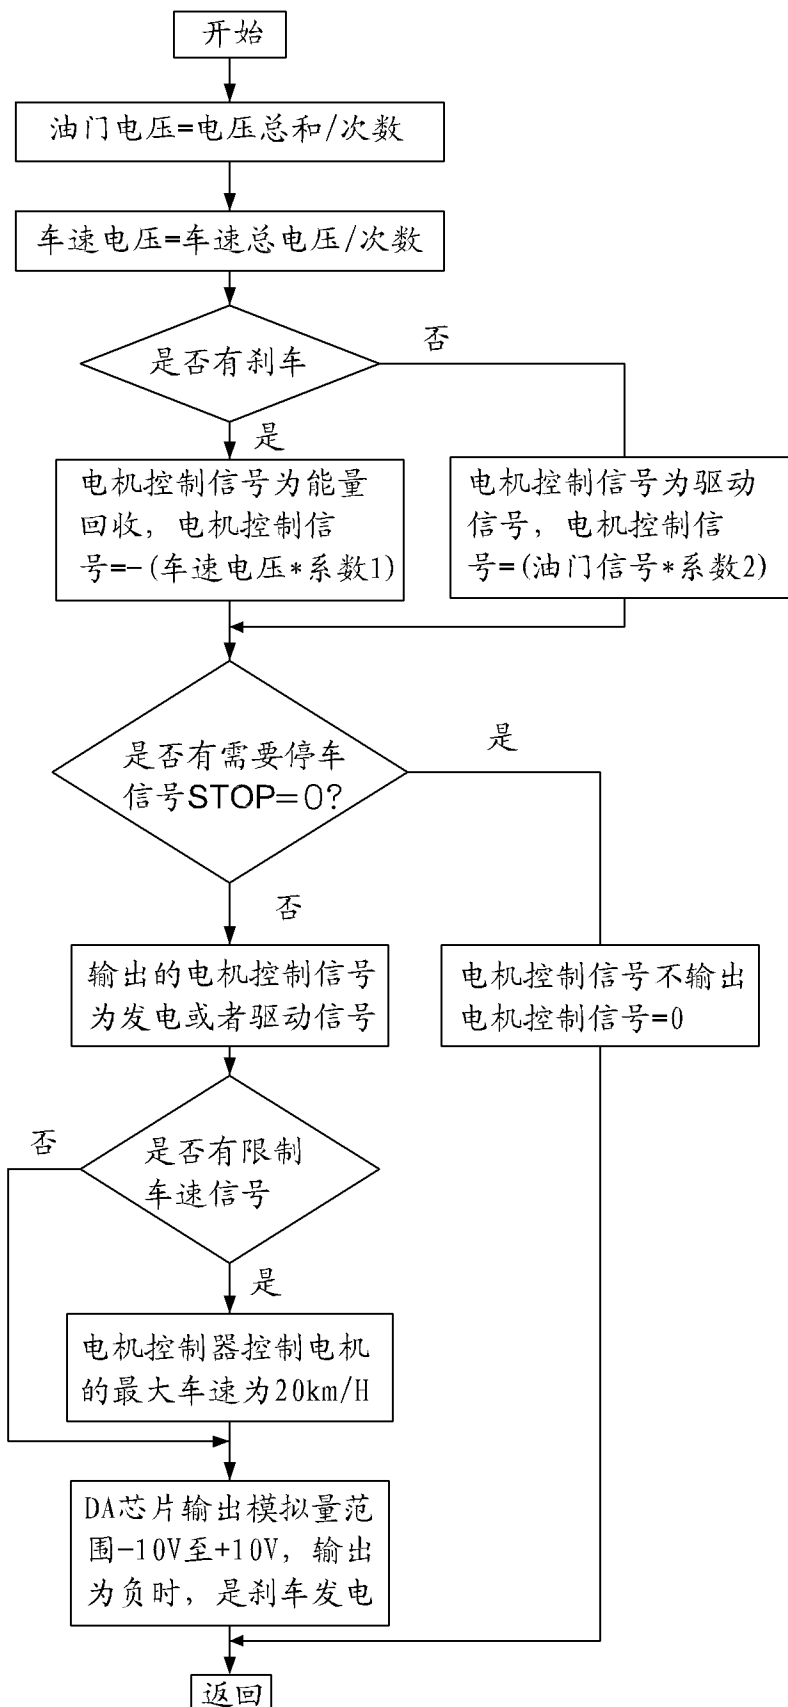 开始
油门电压=电压总和/次数
车速电压=车速总电压/次数
是否有刹车
否
是
电机控制信号为能量
回收，电机控制信
号=-(车速电压*系数1)
电机控制信号为驱动
信号，电机控制信
号=(油门信号*系数2)
是否有需要停车
信号STOP=0?
是
否
输出的电机控制信号
为发电或者驱动信号
电机控制信号不输出
电机控制信号=0
否
是否有限制
车速信号
是
电机控制器控制电机
的最大车速为20km/H
DA芯片输出模拟量范
围-10V至+10V，输出
为负时，是刹车发电
返回